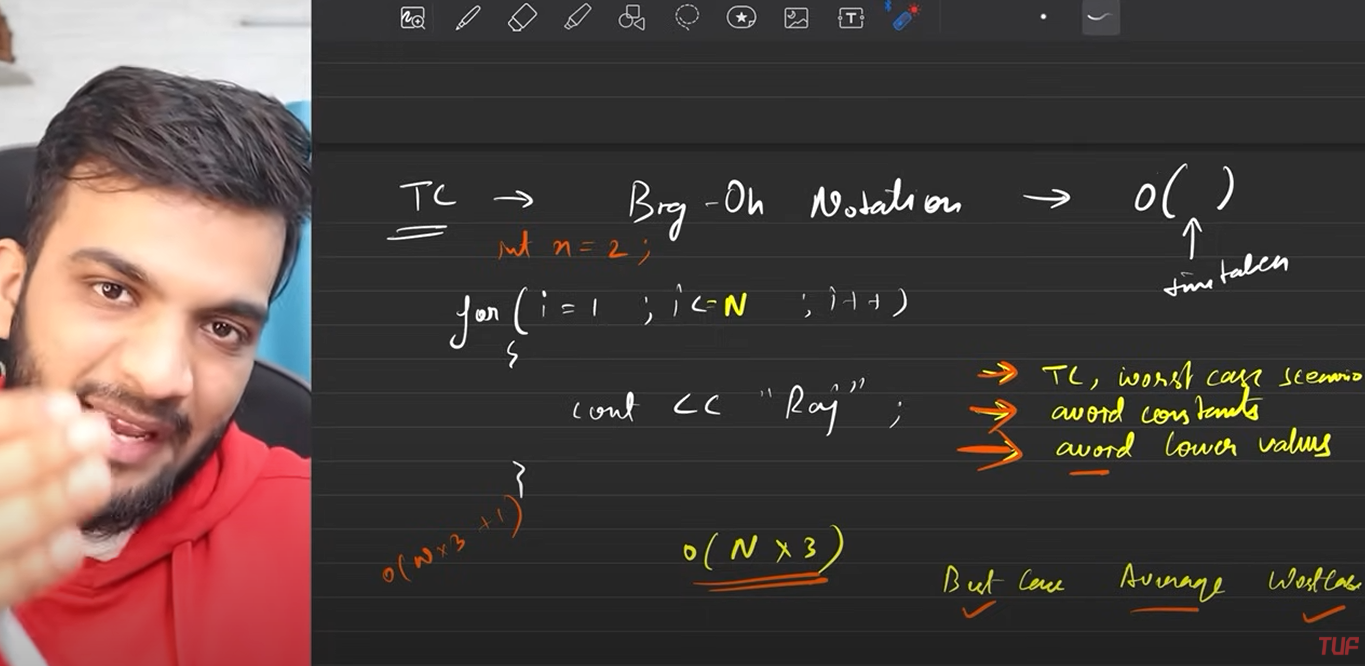 TC → Big-Oh Notation → O( )
int n = 2;
time taken
for (i = 1 ; i <= N ; i++)
{
cout << "Raj" ;
}
→ TC, worst case scenario
→ avoid constants
→ avoid lower values
O(N x 3 + 1)
O(N x 3)
Best Case Average Worst Case
TUF